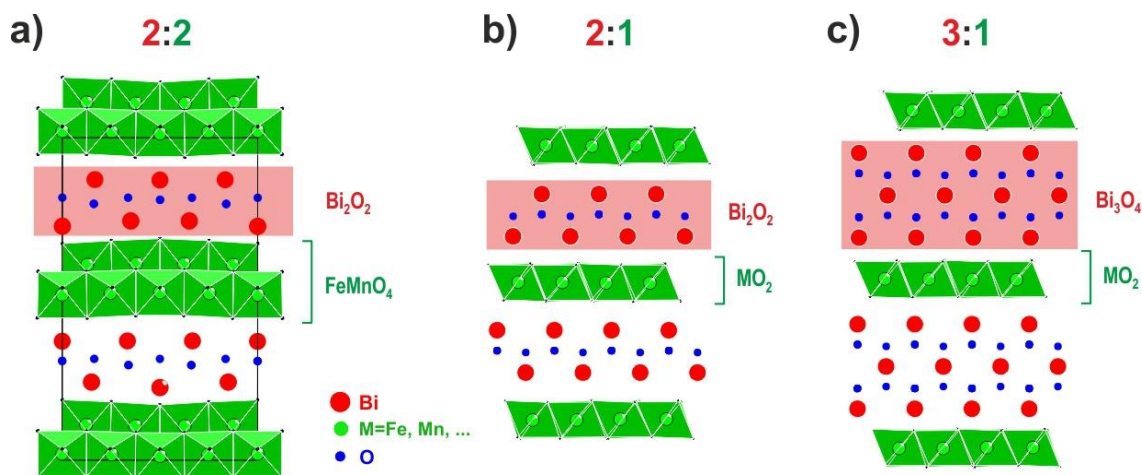 a) 2:2
b) 2:1
c) 3:1
Bi₂O₂
FeMnO₄
Bi₂O₂
MO₂
Bi₃O₄
MO₂
Bi
M=Fe, Mn, ...
O